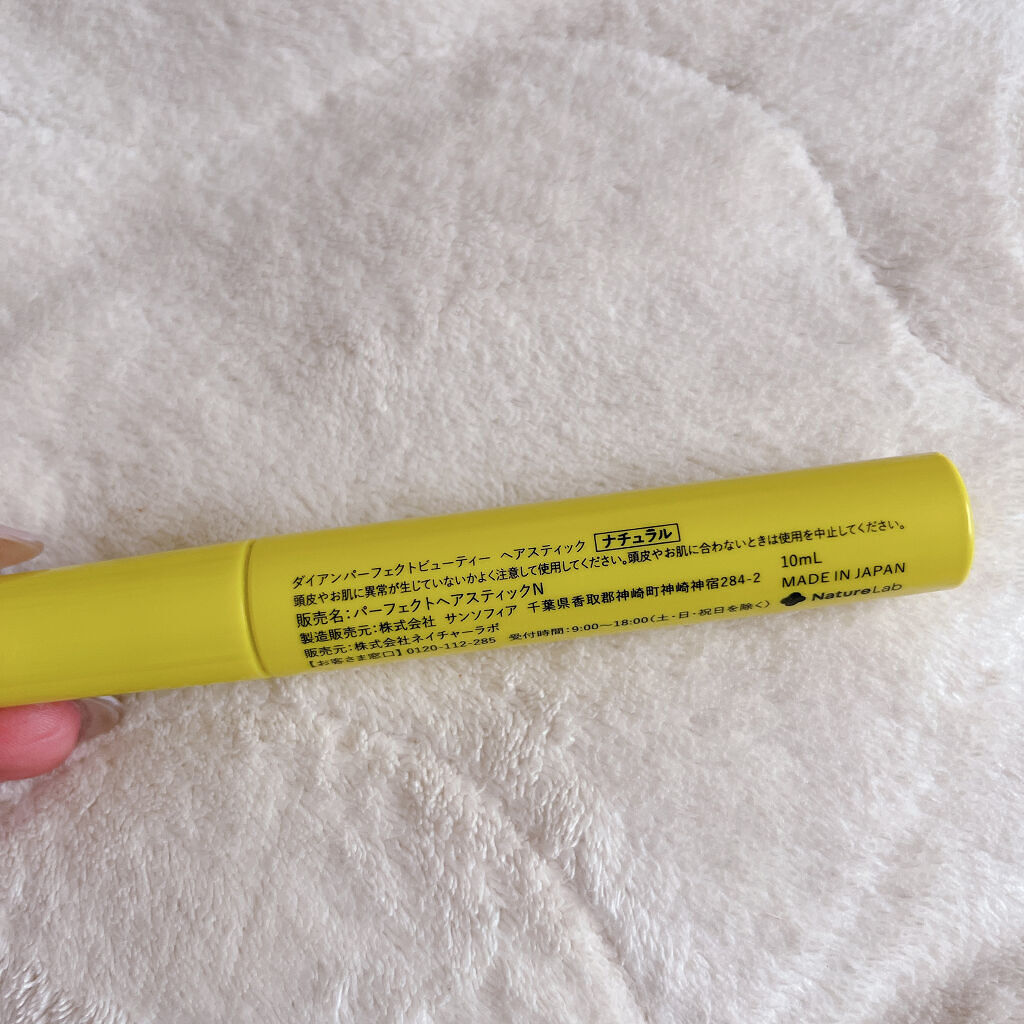 ダイアンパーフェクトビューティー ヘアスティック ナチュラル
頭皮やお肌に異常が生じていないかよく注意して使用してください。頭皮やお肌に合わないときは使用を中止してください。
販売名:パーフェクトヘアスティックN
製造販売元:株式会社 サンソフィア 千葉県香取郡神崎町神崎神宿284-2
販売元:株式会社ネイチャーラボ
【お客さま窓口】0120-112-285 受付時間:9:00～18:00〈土・日・祝日を除く〉
10mL
MADE IN JAPAN
NatureLab